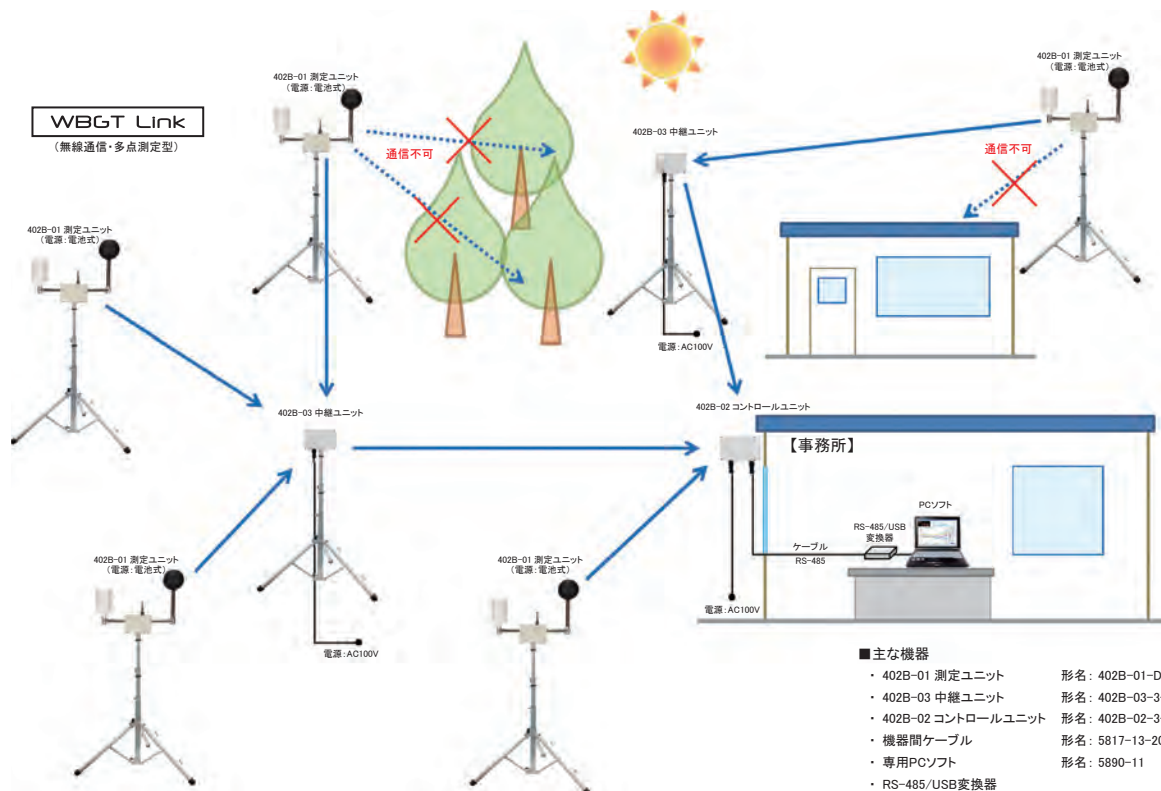 WBGT Link
(無線通信・多点測定型)
402B-01 測定ユニット
(電源:電池式)
通信不可
402B-03 中継ユニット
電源:AC100V
402B-01 測定ユニット
(電源:電池式)
通信不可
402B-01 測定ユニット
(電源:電池式)
402B-03 中継ユニット
電源:AC100V
402B-02 コントロールユニット
【事務所】
PCソフト
RS-485/USB
変換器
ケーブル
RS-485
電源:AC100V
402B-01 測定ユニット
(電源:電池式)
402B-01 測定ユニット
(電源:電池式)
■主な機器
・ 402B-01 測定ユニット 形名: 402B-01-D
・ 402B-03 中継ユニット 形名: 402B-03-3
・ 402B-02 コントロールユニット 形名: 402B-02-3
・ 機器間ケーブル 形名: 5817-13-20
・ 専用PCソフト 形名: 5890-11
・ RS-485/USB変換器